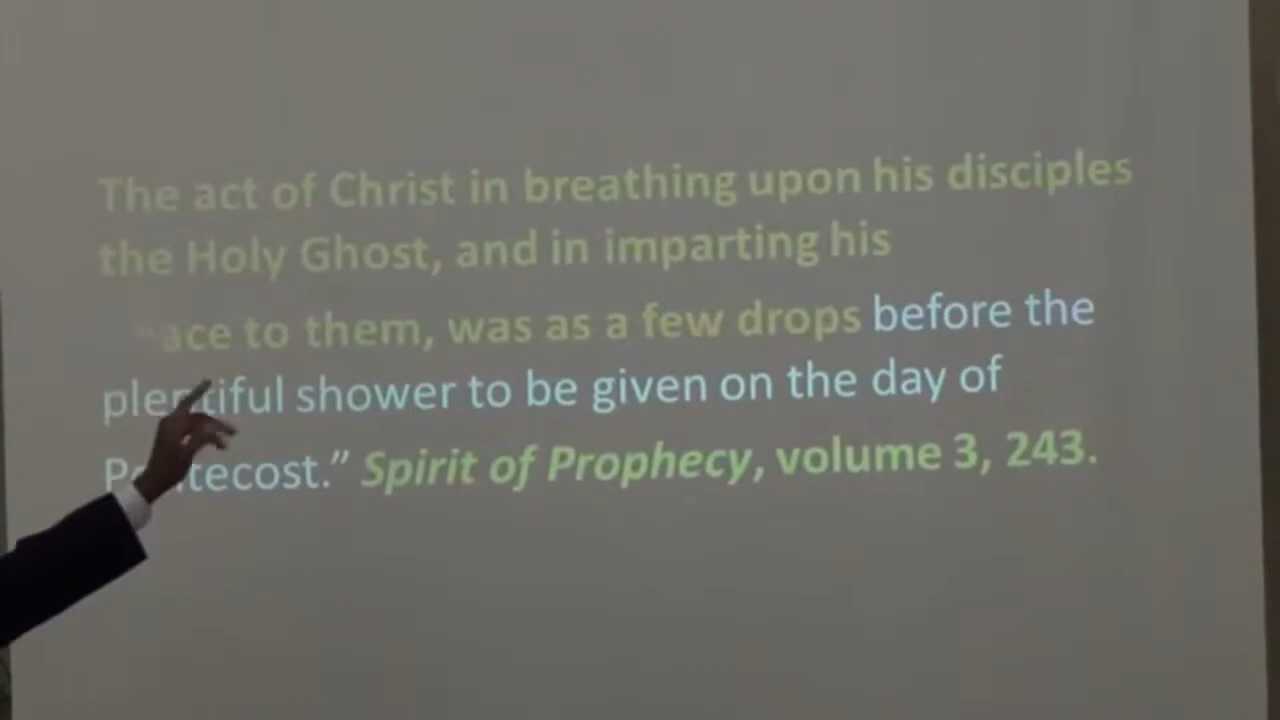 The act of Christ in breathing upon his disciples
the Holy Ghost, and in imparting his
to them, was as a few drops before the
shower to be given on the day of
Spirit of Prophecy, volume 3, 243.